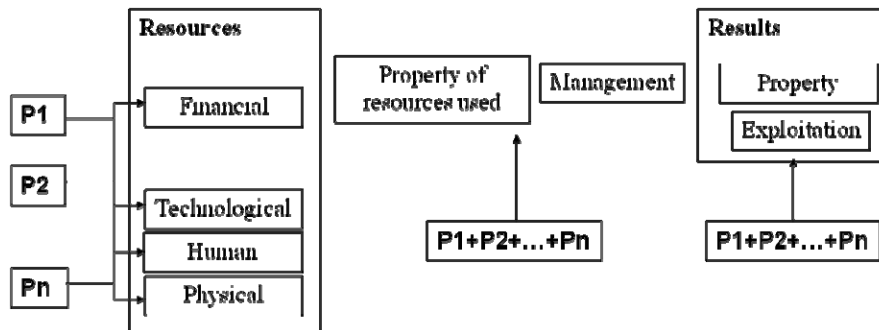 Resources
Results
Property of
resources used
Management
Property
Financial
P1
Exploitation
P2
Technological
P1+P2+...+Pn
P1+P2+...+Pn
Human
Pn
Physical